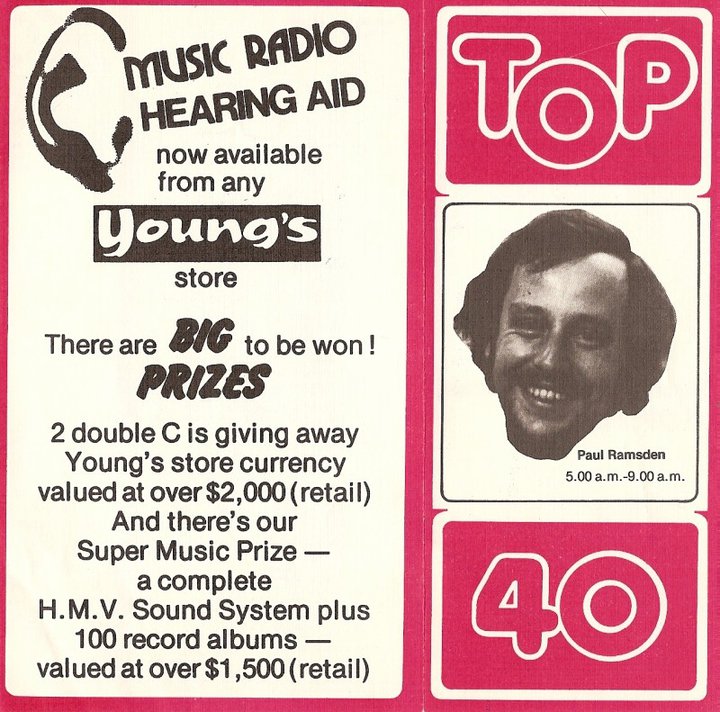 MUSIC RADIO
HEARING AID
now available
from any
Young's
store
There are BIG to be won!
PRIZES
2 double C is giving away
Young's store currency
valued at over $2,000 (retail)
And there's our
Super Music Prize —
a complete
H.M.V. Sound System plus
100 record albums —
valued at over $1,500 (retail)
TOP
Paul Ramsden
5.00 a.m.-9.00 a.m.
40